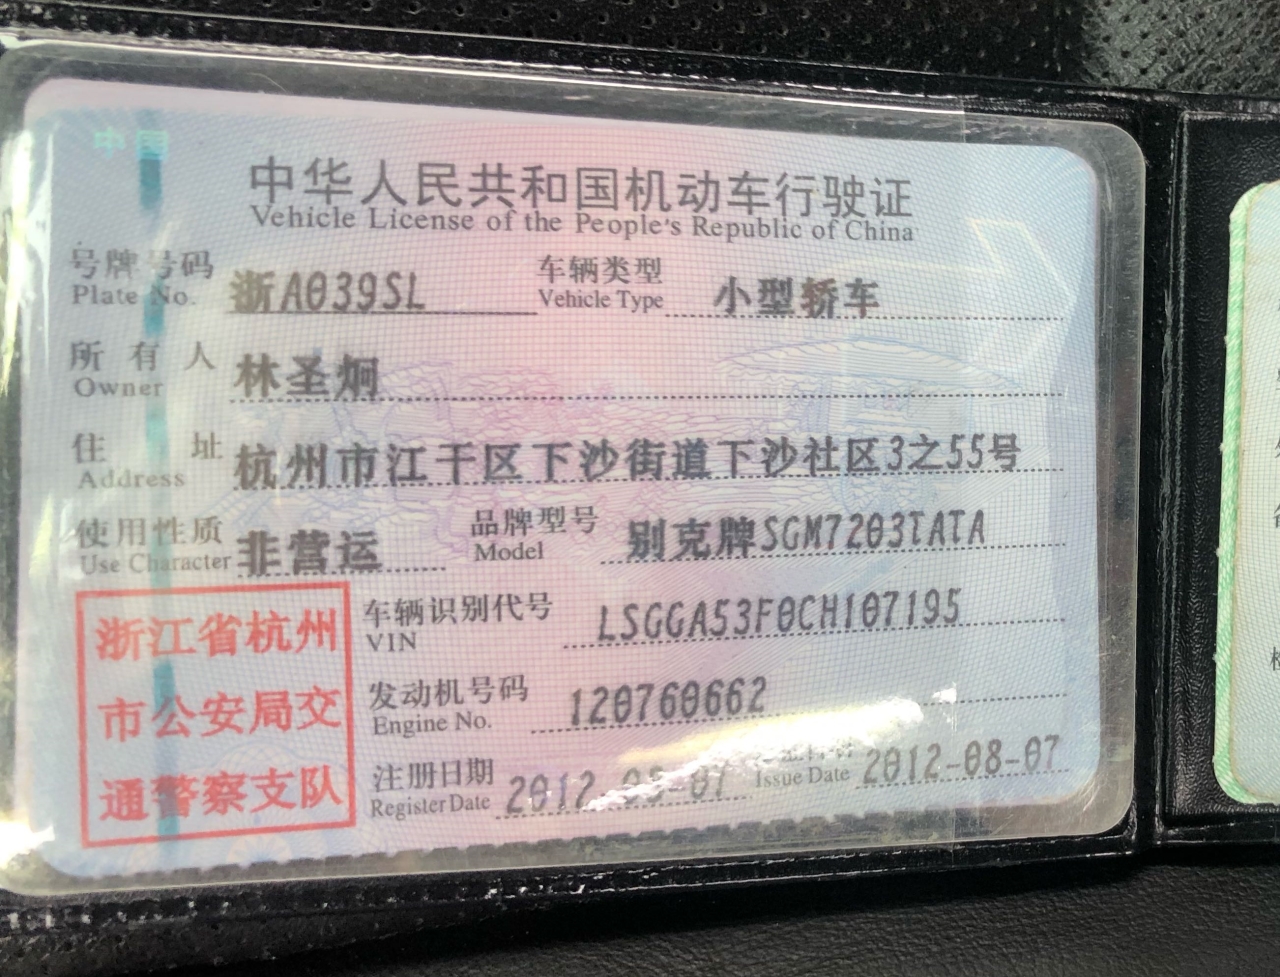 中国
中华人民共和国机动车行驶证
Vehicle License of the People's Republic of China
号牌号码 浙A039SL 车辆类型 小型轿车
Plate No. Vehicle Type
所有人 林圣炯
Owner
住址 杭州市江干区下沙街道下沙社区3之55号
Address
使用性质 非营运 品牌型号 别克牌SGM7203TATA
Use Character Model
浙江省杭州
市公安局交
通警察支队
车辆识别代号 LSGGA53F0CH107195
VIN
发动机号码 120760662
Engine No.
注册日期 2012 Issue Date 2012-08-07
Register Date